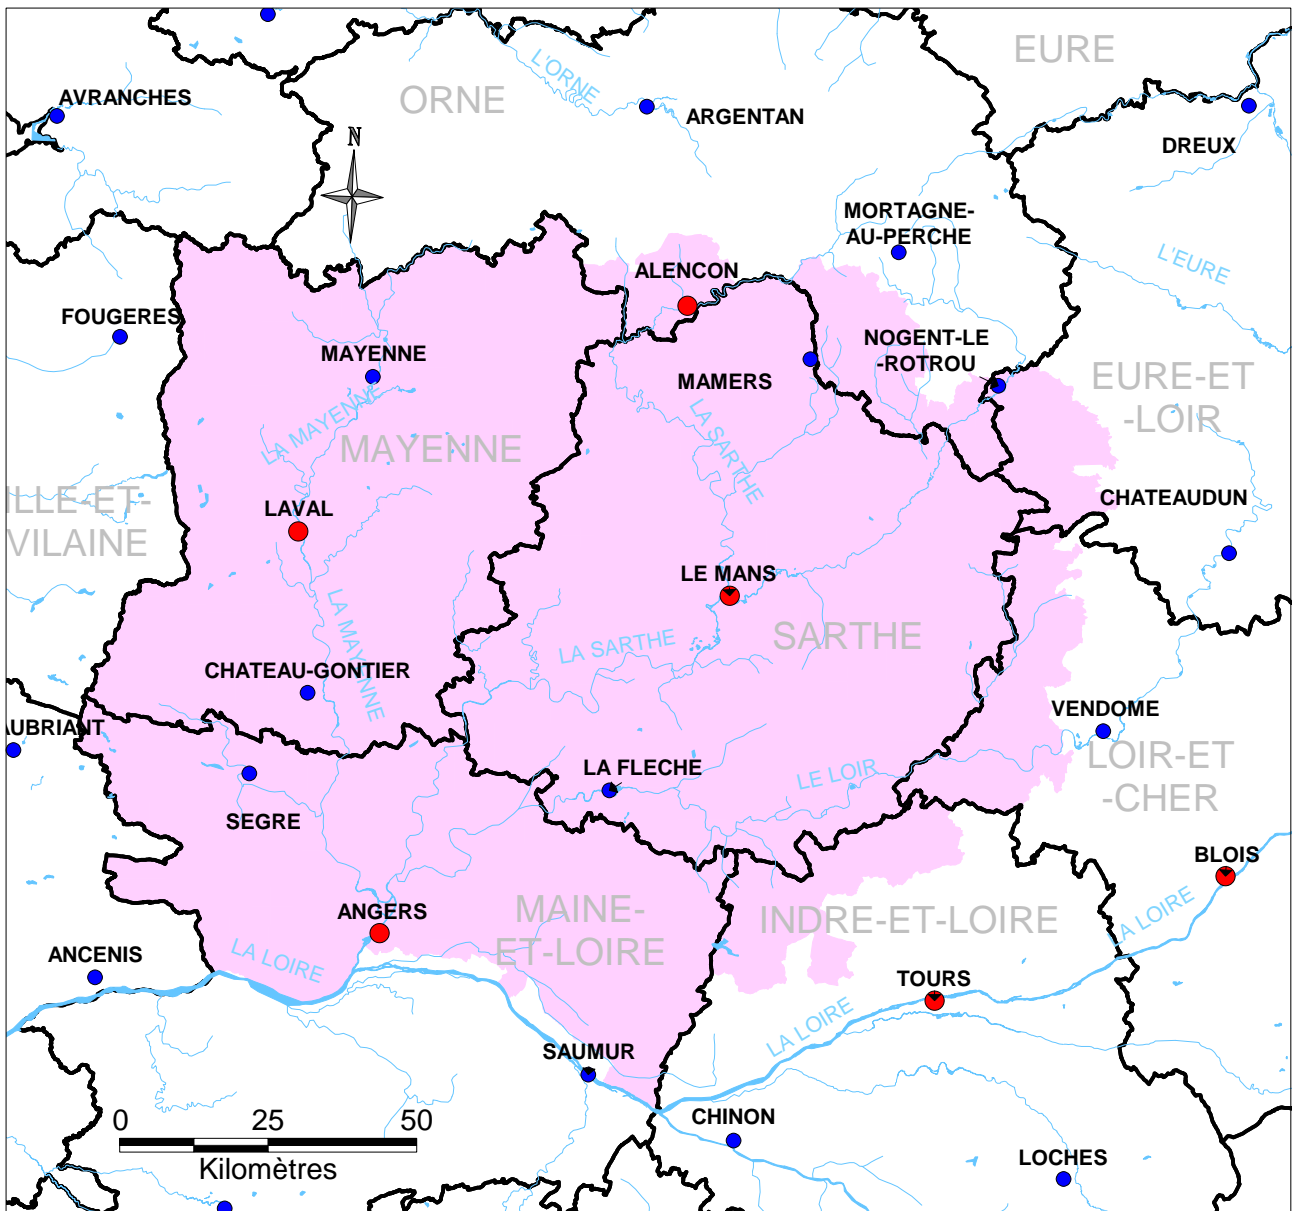 EURE
L'ORNE
ORNE
AVRANCHES
ARGENTAN
DREUX
N
MORTAGNE-
AU-PERCHE
L'EURE
ALENCON
FOUGERES
NOGENT-LE
-ROTROU
MAYENNE
MAMERS
EURE-ET
-LOIR
LA MAYENNE
LA SARTHE
MAYENNE
ILLE-ET-
VILAINE
LAVAL
CHATEAUDUN
LE MANS
LA MAYENNE
LA SARTHE
SARTHE
CHATEAU-GONTIER
VENDOME
AUBRIANT
LOIR-ET
-CHER
LA FLECHE
LE LOIR
SEGRE
BLOIS
ANGERS
MAINE-
ET-LOIRE
INDRE-ET-LOIRE
LA LOIRE
ANCENIS
LA LOIRE
TOURS
LA LOIRE
SAUMUR
0 25 50
Kilomètres
CHINON
LOCHES